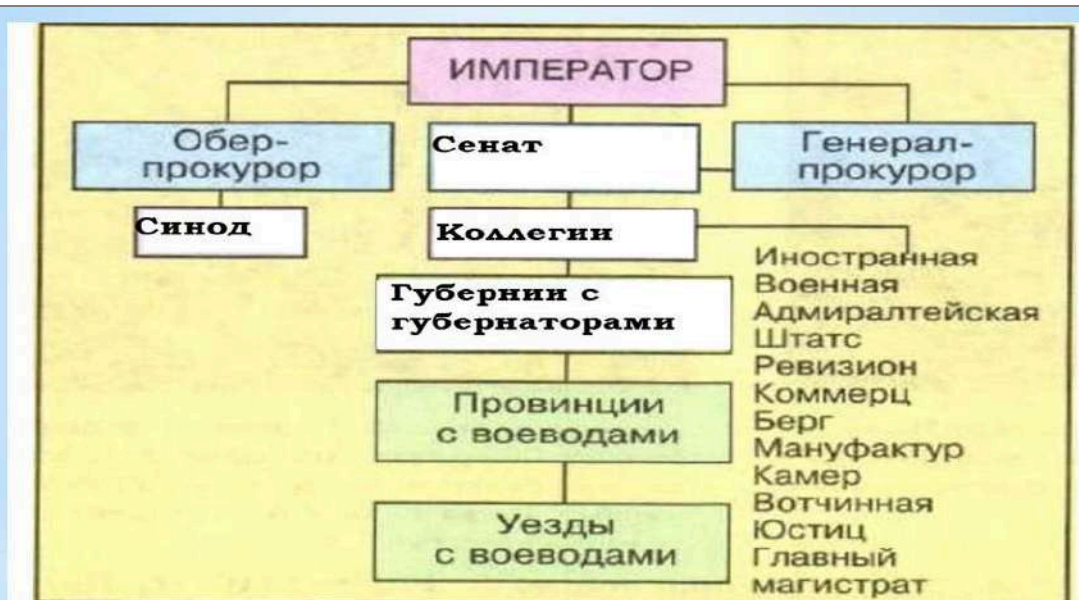 ИМПЕРАТОР
Обер-
прокурор
Сенат
Генерал-
прокурор
Синод
Коллегии
Губернии с
губернаторами
Провинции
с воеводами
Уезды
с воеводами
Иностранная
Военная
Адмиралтейская
Штатс
Ревизион
Коммерц
Берг
Мануфактур
Камер
Вотчинная
Юстиц
Главный
магистрат